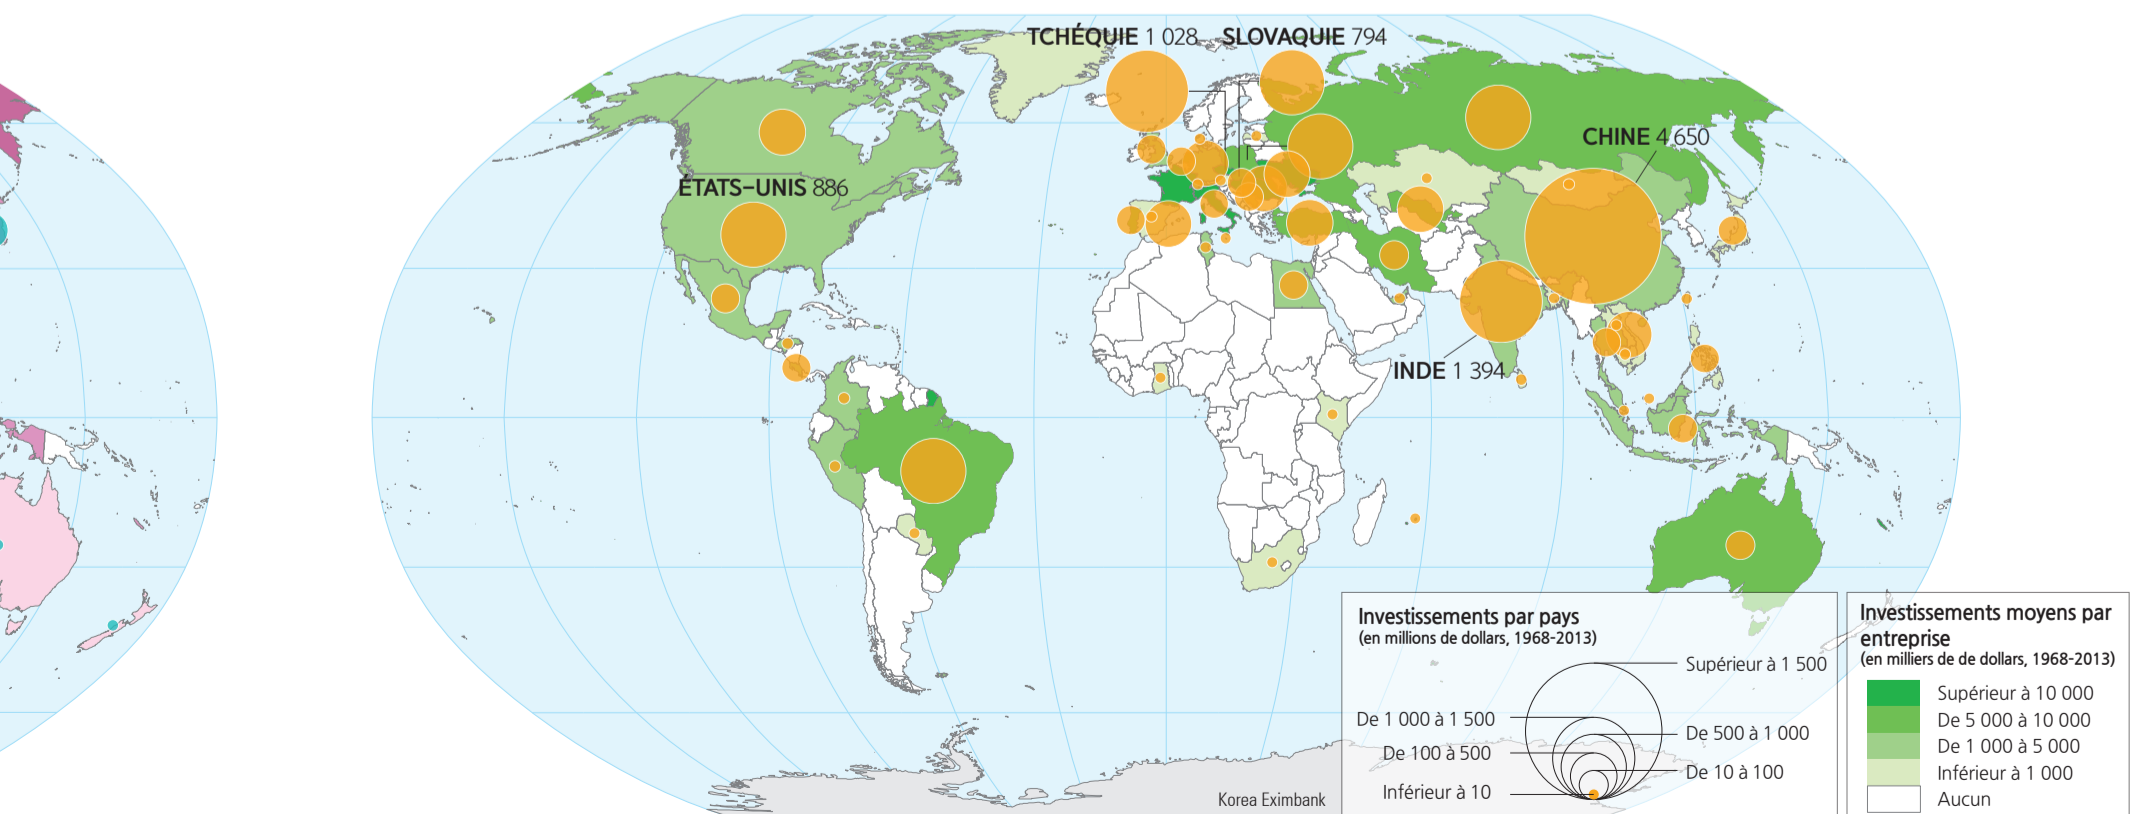 TCHÉQUIE 1 028
SLOVAQUIE 794
CHINE 4 650
ÉTATS-UNIS 886
INDE 1 394
Investissements par pays
(en millions de dollars, 1968-2013)
Supérieur à 1 500
De 1 000 à 1 500
De 500 à 1 000
De 100 à 500
De 10 à 100
Inférieur à 10
Korea Eximbank
Investissements moyens par
entreprise
(en milliers de de dollars, 1968-2013)
Supérieur à 10 000
De 5 000 à 10 000
De 1 000 à 5 000
Inférieur à 1 000
Aucun